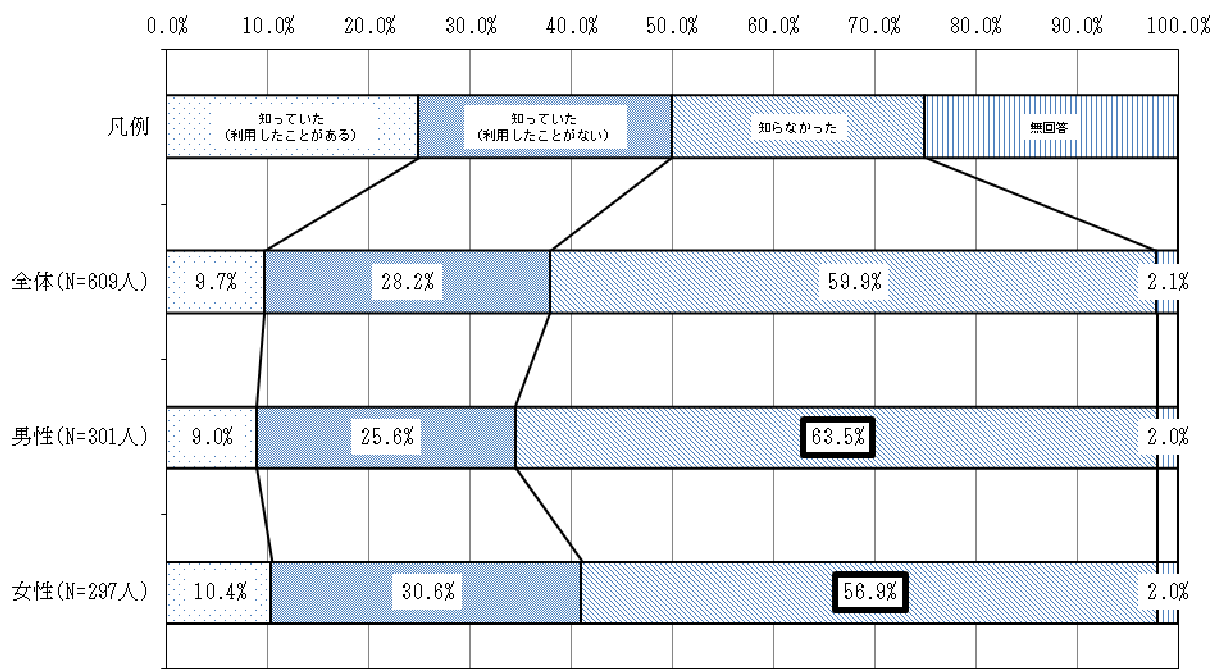 0.0% 10.0% 20.0% 30.0% 40.0% 50.0% 60.0% 70.0% 80.0% 90.0% 100.0%
凡例
知っていた
(利用したことがある)
知っていた
(利用したことがない)
知らなかった
無回答
全体(N=609人) 9.7% 28.2% 59.9% 2.1%
男性(N=301人) 9.0% 25.6% 63.5% 2.0%
女性(N=297人) 10.4% 30.6% 56.9% 2.0%